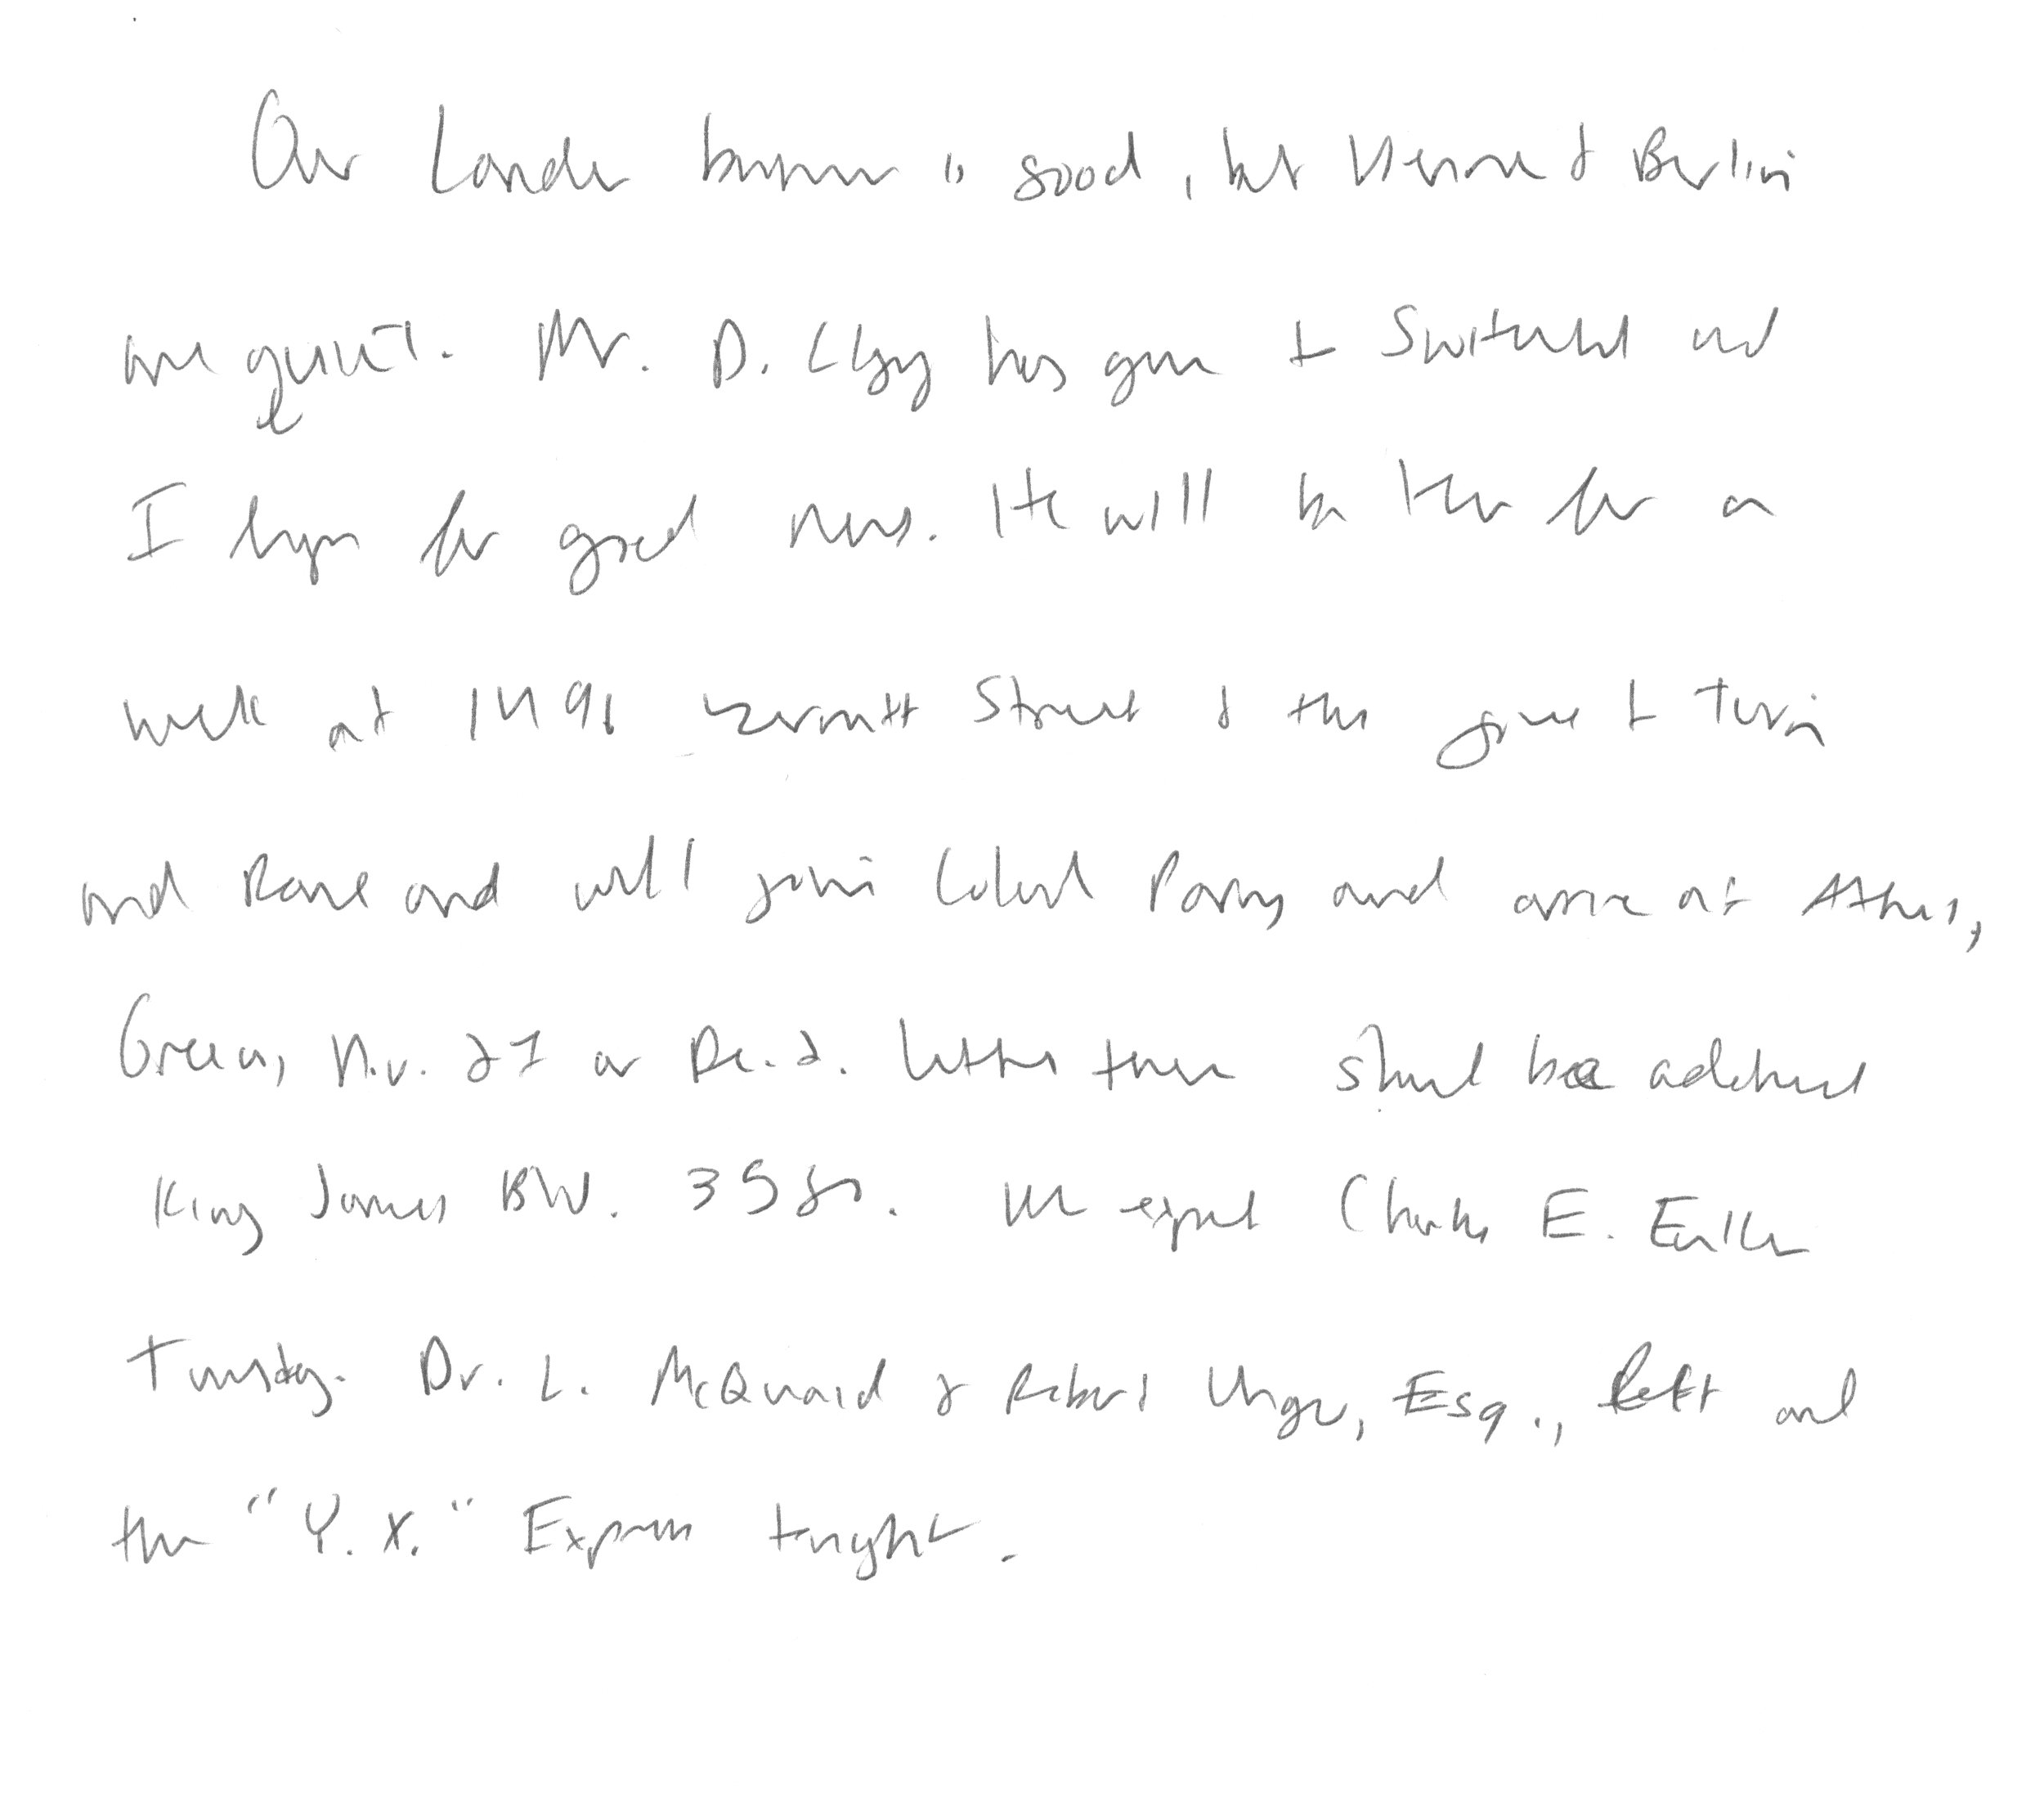 Our London business is good, but Vienna & Berlin
are quiet. Mr. D. Lloyd has gone to Switzerland and
I hope for good news. He will be there for a
week at 1496 Zermatt Street & then goes to Turin
and Rome and will join Colonel Parry and arrive at Athens,
Greece, Nov. 27 or Dec. 2. Letters there should be addressed
King James Blvd. 3580. We expect Charles E. Fuller
Tuesday. Dr. L. McQuaid & Robert Unger, Esq., left on
the "Y.X." Express tonight.